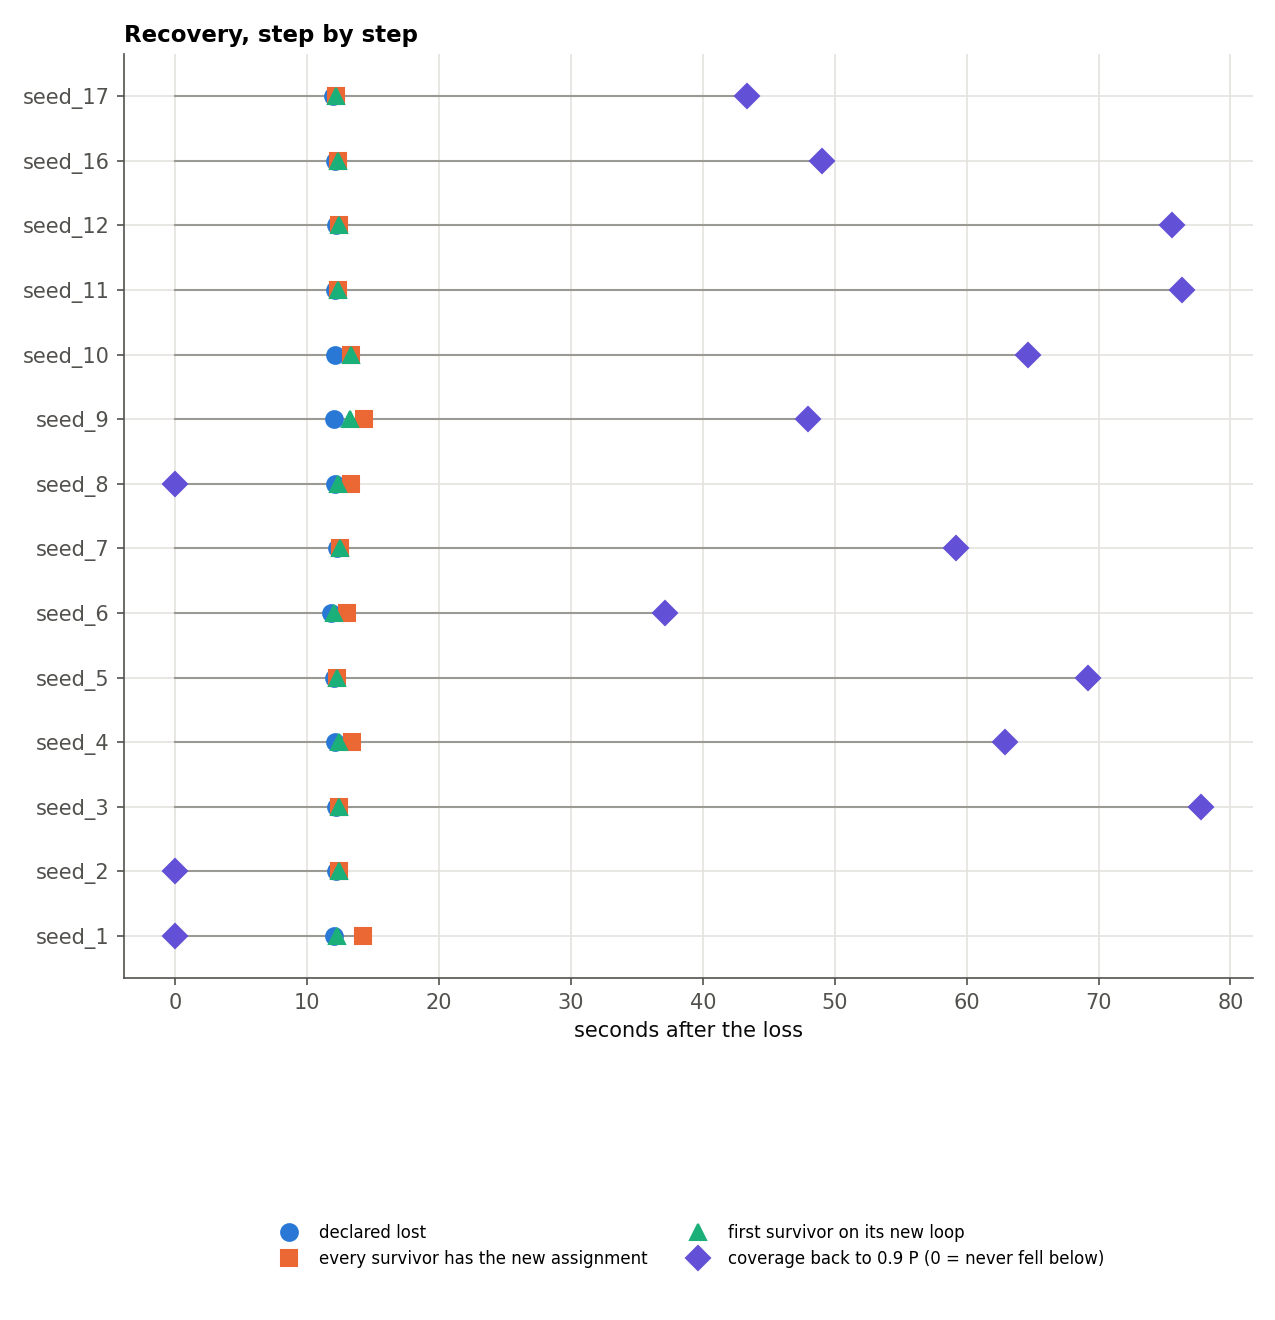 Recovery, step by step
seed_17
seed_16
seed_12
seed_11
seed_10
seed_9
seed_8
seed_7
seed_6
seed_5
seed_4
seed_3
seed_2
seed_1
0 10 20 30 40 50 60 70 80
seconds after the loss
declared lost
every survivor has the new assignment
first survivor on its new loop
coverage back to 0.9 P (0 = never fell below)